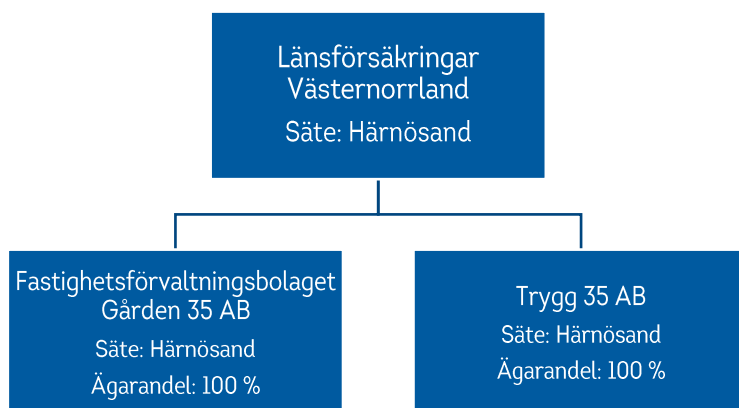 Länsförsäkringar
Västernorrland
Säte: Härnösand
Fastighetsförvaltningsbolaget
Gården 35 AB
Säte: Härnösand
Ägarandel: 100 %
Trygg 35 AB
Säte: Härnösand
Ägarandel: 100 %